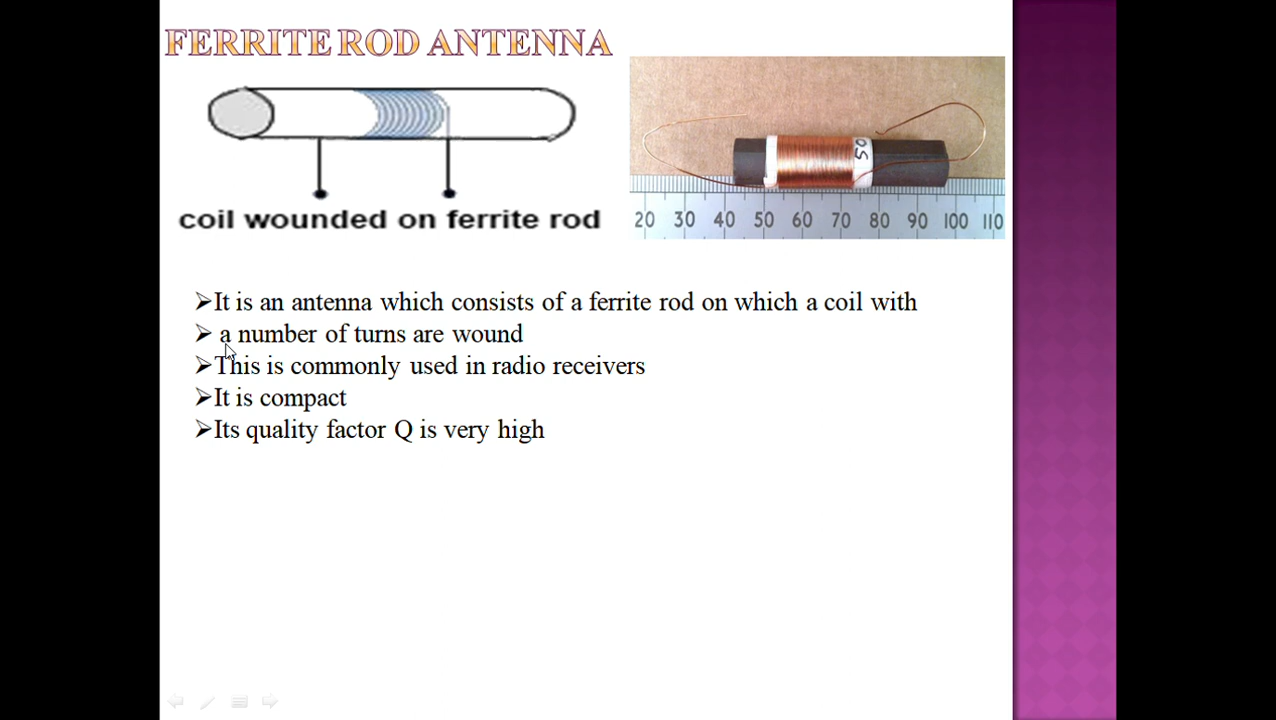 FERRITE ROD ANTENNA
coil wounded on ferrite rod
50
20 30 40 50 60 70 80 90 100 110
➢It is an antenna which consists of a ferrite rod on which a coil with
➢ a number of turns are wound
➢This is commonly used in radio receivers
➢It is compact
➢Its quality factor Q is very high